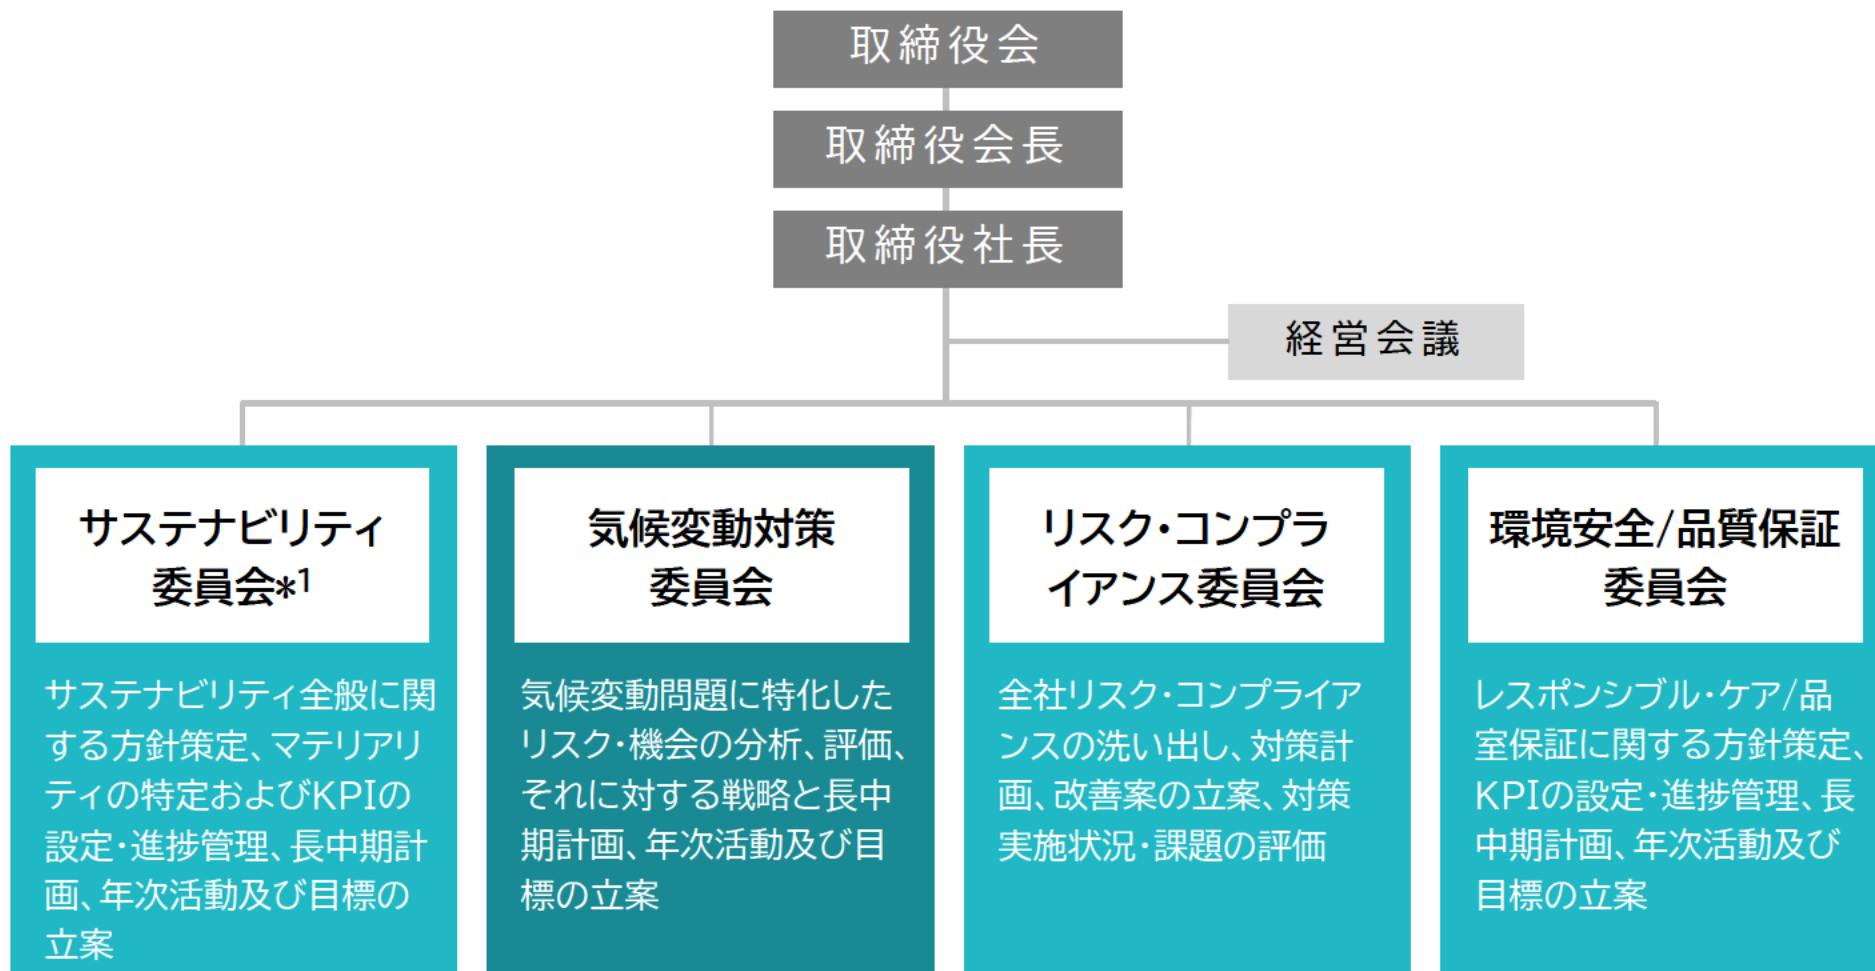 取締役会
取締役会長
取締役社長
経営会議
サステナビリティ
委員会*1
サステナビリティ全般に関
する方針策定、マテリアリ
ティの特定およびKPIの
設定・進捗管理、長中期計
画、年次活動及び目標の
立案
気候変動対策
委員会
気候変動問題に特化した
リスク・機会の分析、評価、
それに対する戦略と長中
期計画、年次活動及び目
標の立案
リスク・コンプラ
イアンス委員会
全社リスク・コンプライア
ンスの洗い出し、対策計
画、改善案の立案、対策
実施状況・課題の評価
環境安全/品質保証
委員会
レスポンシブル・ケア/品
室保証に関する方針策定、
KPIの設定・進捗管理、長
中期計画、年次活動及び
目標の立案